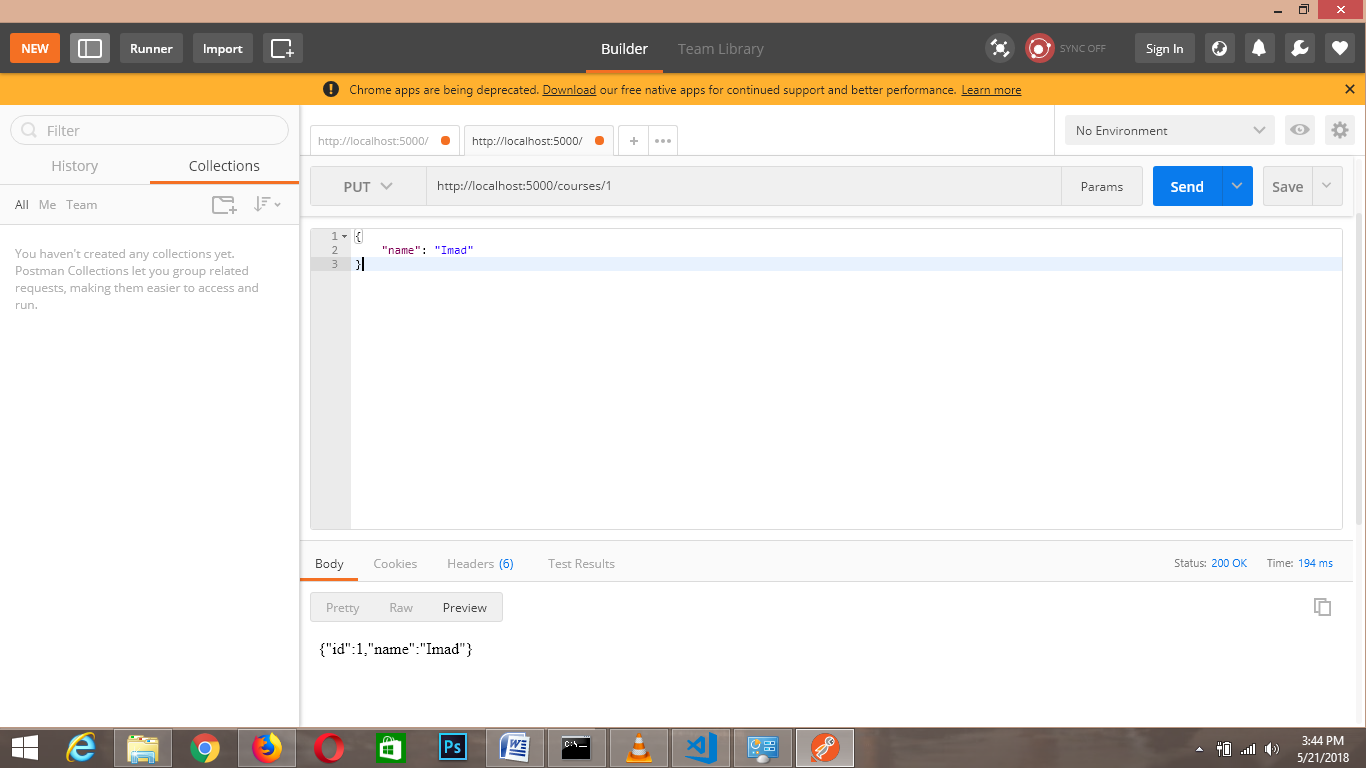 NEW Runner Import Builder Team Library SYNC OFF Sign In
! Chrome apps are being deprecated. Download our free native apps for continued support and better performance. Learn more
Filter
History Collections
All Me Team
You haven't created any collections yet.
Postman Collections let you group related
requests, making them easier to access and
run.
http://localhost:5000/ http://localhost:5000/ + ••• No Environment
PUT http://localhost:5000/courses/1 Params Send Save
1 {
2 "name": "Imad"
3 }
Body Cookies Headers (6) Test Results Status: 200 OK Time: 194 ms
Pretty Raw Preview
{"id":1,"name":"Imad"}
Ps
W
C:\-
3:44 PM
5/21/2018